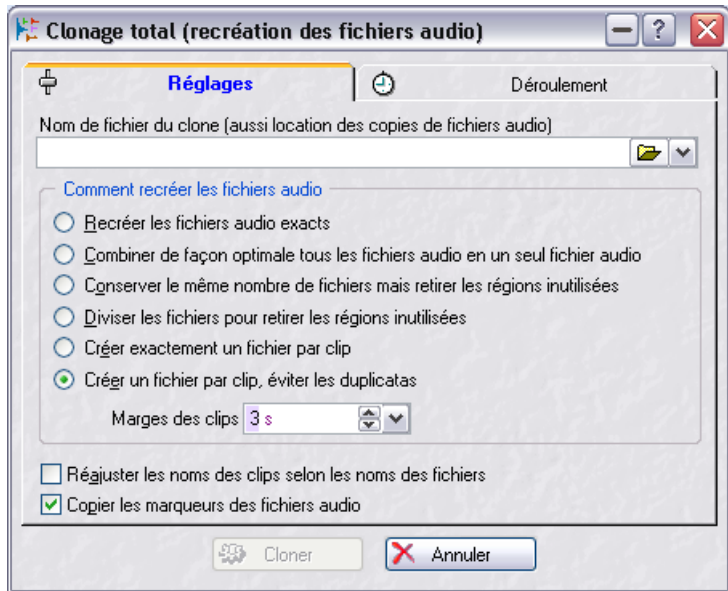 Clonage total (recréation des fichiers audio)
Réglages
Déroulement
Nom de fichier du clone (aussi location des copies de fichiers audio)
Comment recréer les fichiers audio
Recréer les fichiers audio exacts
Combiner de façon optimale tous les fichiers audio en un seul fichier audio
Conserver le même nombre de fichiers mais retirer les régions inutilisées
Diviser les fichiers pour retirer les régions inutilisées
Créer exactement un fichier par clip
Créer un fichier par clip, éviter les duplicatas
Marges des clips 3 s
Réajuster les noms des clips selon les noms des fichiers
Copier les marqueurs des fichiers audio
Cloner
Annuler